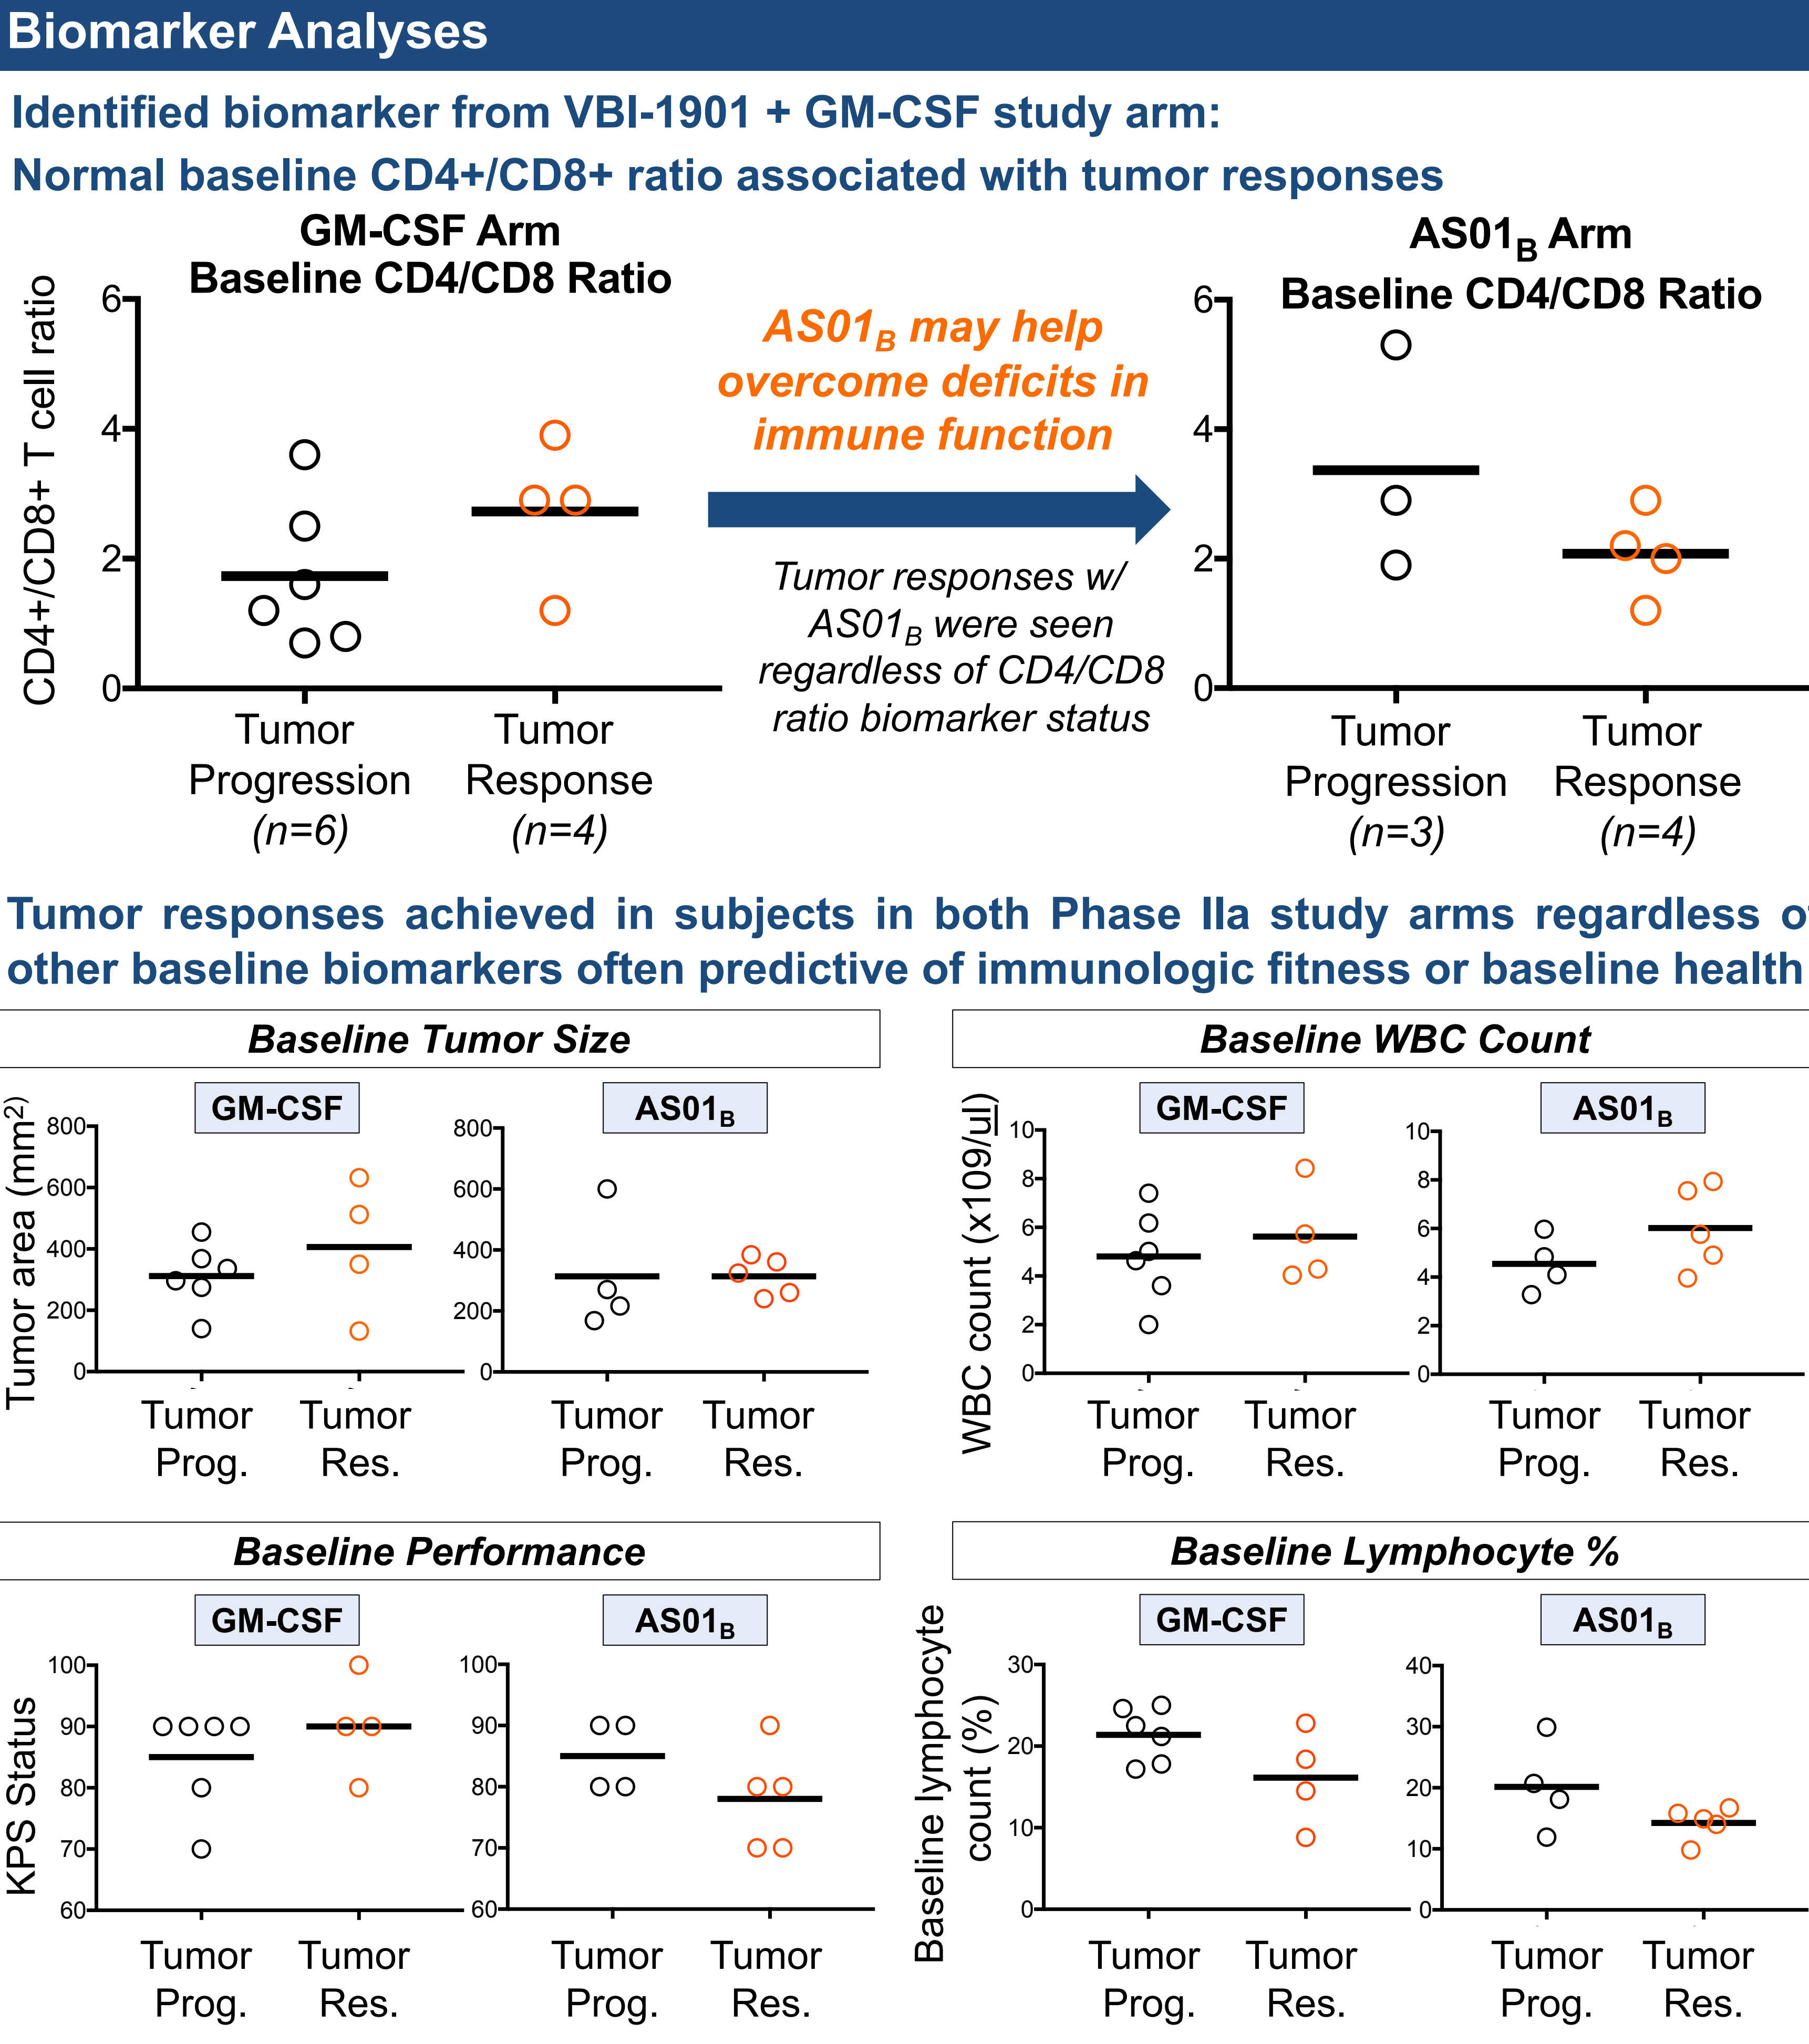 Biomarker Analyses
Identified biomarker from VBI-1901 + GM-CSF study arm:
Normal baseline CD4+/CD8+ ratio associated with tumor responses
GM-CSF Arm
Baseline CD4/CD8 Ratio
CD4+/CD8+ T cell ratio
6
4
2
0
Tumor
Progression
(n=6)
Tumor
Response
(n=4)
AS01B may help
overcome deficits in
immune function
Tumor responses w/
AS01B were seen
regardless of CD4/CD8
ratio biomarker status
AS01B Arm
Baseline CD4/CD8 Ratio
6
4
2
0
Tumor
Progression
(n=3)
Tumor
Response
(n=4)
Tumor responses achieved in subjects in both Phase IIa study arms regardless of
other baseline biomarkers often predictive of immunologic fitness or baseline health
Baseline Tumor Size
Tumor area (mm2)
GM-CSF
800
600
400
200
0
Tumor
Prog.
Tumor
Res.
AS01B
800
600
400
200
0
Tumor
Prog.
Tumor
Res.
Baseline WBC Count
WBC count (x109/ul)
GM-CSF
10
8
6
4
2
0
Tumor
Prog.
Tumor
Res.
AS01B
10
8
6
4
2
0
Tumor
Prog.
Tumor
Res.
Baseline Performance
KPS Status
GM-CSF
100
90
80
70
60
Tumor
Prog.
Tumor
Res.
AS01B
100
90
80
70
60
Tumor
Prog.
Tumor
Res.
Baseline Lymphocyte %
Baseline lymphocyte
count (%)
GM-CSF
30
20
10
0
Tumor
Prog.
Tumor
Res.
AS01B
40
30
20
10
0
Tumor
Prog.
Tumor
Res.